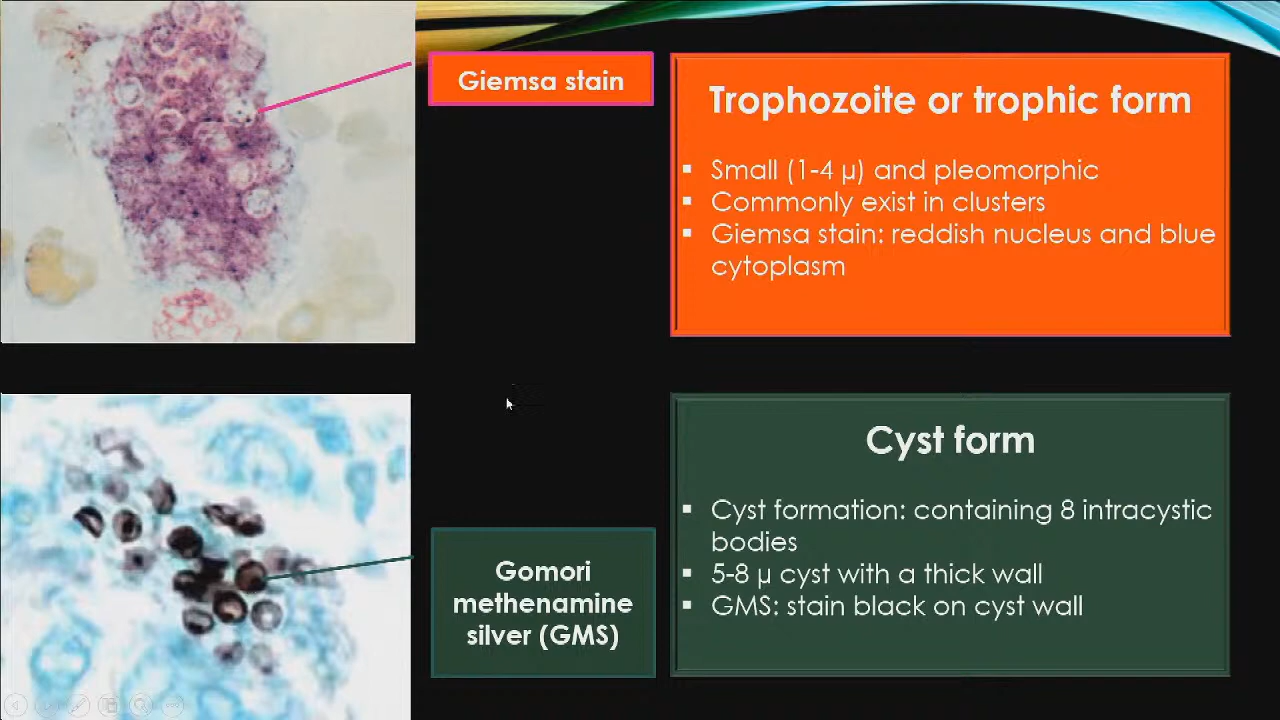 Giemsa stain
Trophozoite or trophic form
▪ Small (1-4 µ) and pleomorphic
▪ Commonly exist in clusters
▪ Giemsa stain: reddish nucleus and blue
cytoplasm
Gomori
methenamine
silver (GMS)
Cyst form
▪ Cyst formation: containing 8 intracystic
bodies
▪ 5-8 µ cyst with a thick wall
▪ GMS: stain black on cyst wall